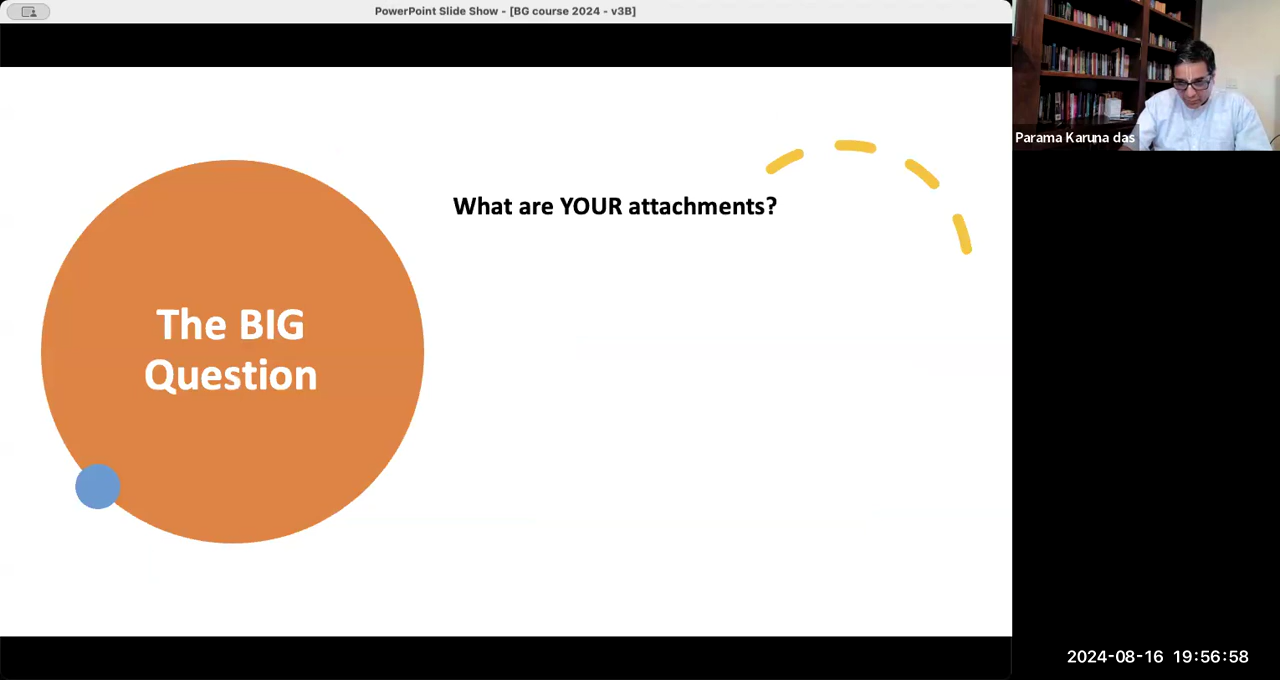 PowerPoint Slide Show - [BG course 2024 - v3B]
Parama Karuna das
What are YOUR attachments?
The BIG
Question
2024-08-16 19:56:58